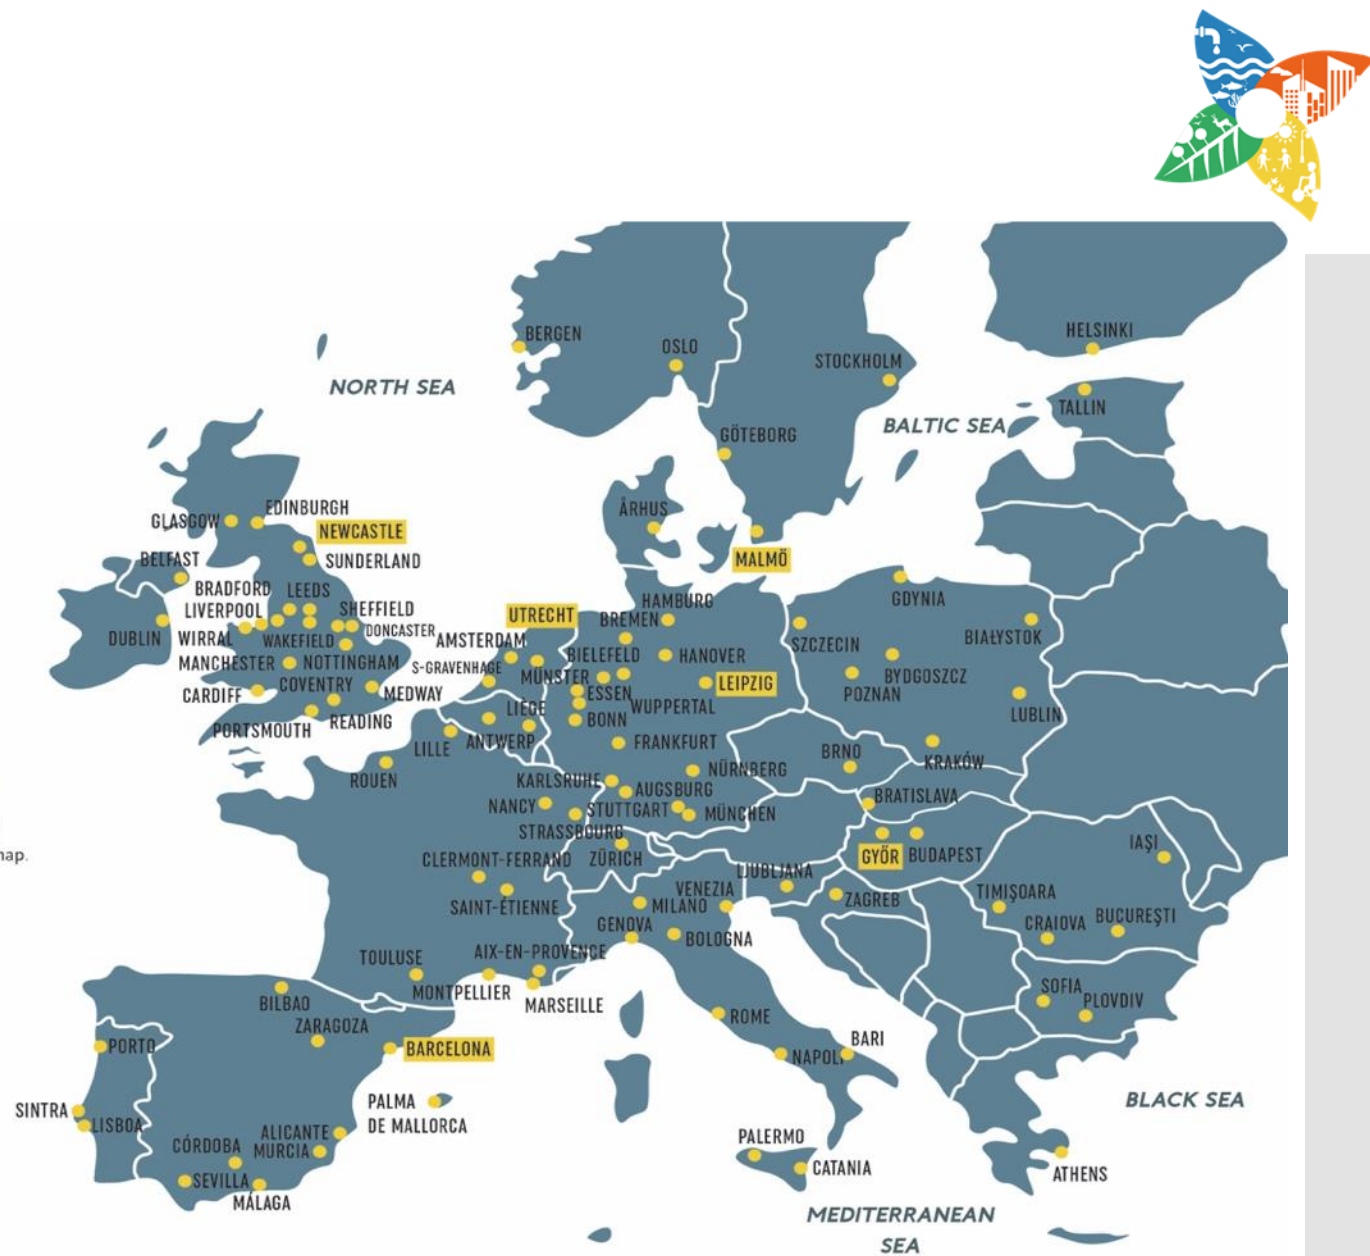 BERGEN
OSLO
HELSINKI
STOCKHOLM
NORTH SEA
TALLIN
BALTIC SEA
GÖTEBORG
ÅRHUS
EDINBURGH
GLASGOW
NEWCASTLE
MALMÖ
BELFAST
SUNDERLAND
BRADFORD
LEEDS
HAMBURG
GDYNIA
LIVERPOOL
SHEFFIELD
UTRECHT
BREMEN
DUBLIN
WIRRAL
WAKEFIELD
DONCASTER
AMSTERDAM
SZCZECIN
BIAŁYSTOK
MANCHESTER
NOTTINGHAM
S-GRAVENHAGE
BIELEFELD
HANOVER
MÜNSTER
BYDGOSZCZ
CARDIFF
COVENTRY
MEDWAY
ESSEN
LEIPZIG
POZNAN
LIÈGE
WUPPERTAL
LUBLIN
PORTSMOUTH
READING
BONN
LILLE
ANTWERP
FRANKFURT
BRNO
KRAKÓW
ROUEN
KARLSRUHE
NÜRNBERG
AUGSBURG
BRATISLAVA
NANCY
STUTTGART
MÜNCHEN
STRASSBOURG
IAŞI
map.
CLERMONT-FERRAND
ZÜRICH
GYŐR
BUDAPEST
LJUBLJANA
VENEZIA
TIMIŞOARA
SAINT-ÉTIENNE
MILANO
ZAGREB
GENOVA
CRAIOVA
BUCUREŞTI
BOLOGNA
TOULUSE
AIX-EN-PROVENCE
MONTPELLIER
MARSEILLE
BILBAO
SOFIA
PLOVDIV
ZARAGOZA
ROME
PORTO
BARCELONA
BARI
NAPOLI
SINTRA
PALMA
DE MALLORCA
BLACK SEA
LISBOA
ALICANTE
CÓRDOBA
MURCIA
PALERMO
SEVILLA
CATANIA
ATHENS
MÁLAGA
MEDITERRANEAN
SEA